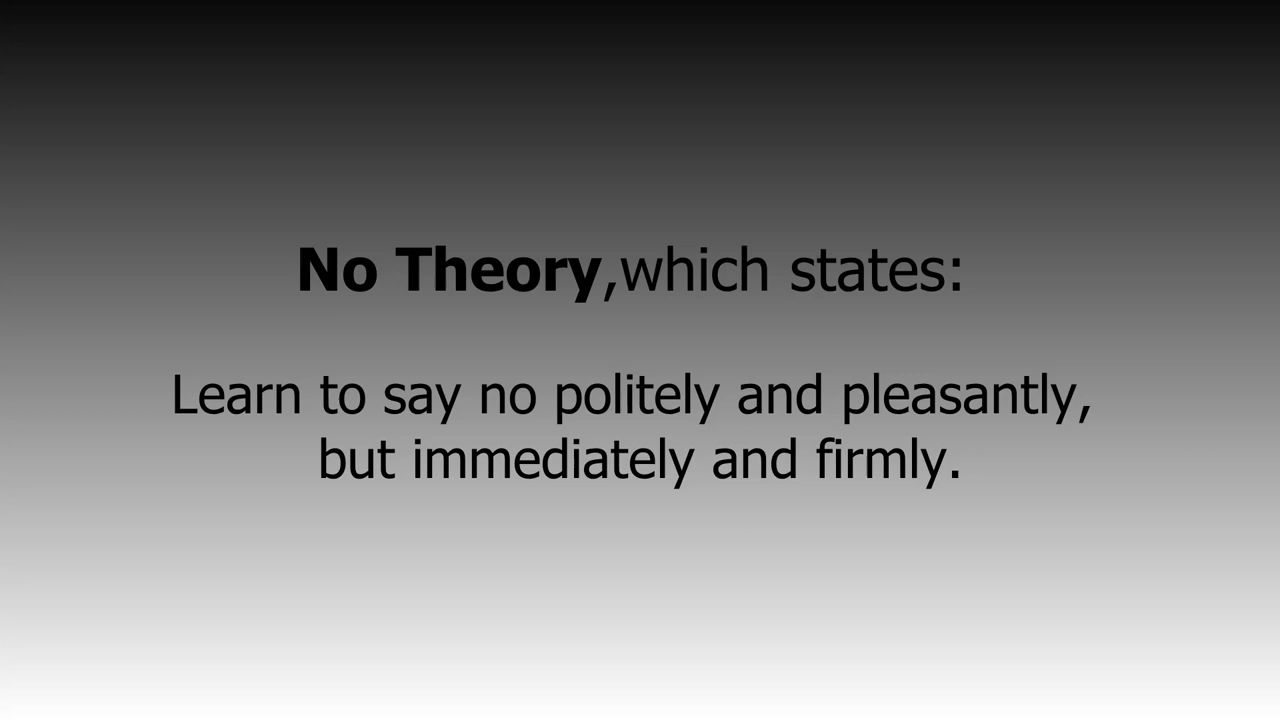 No Theory,which states:
Learn to say no politely and pleasantly,
but immediately and firmly.